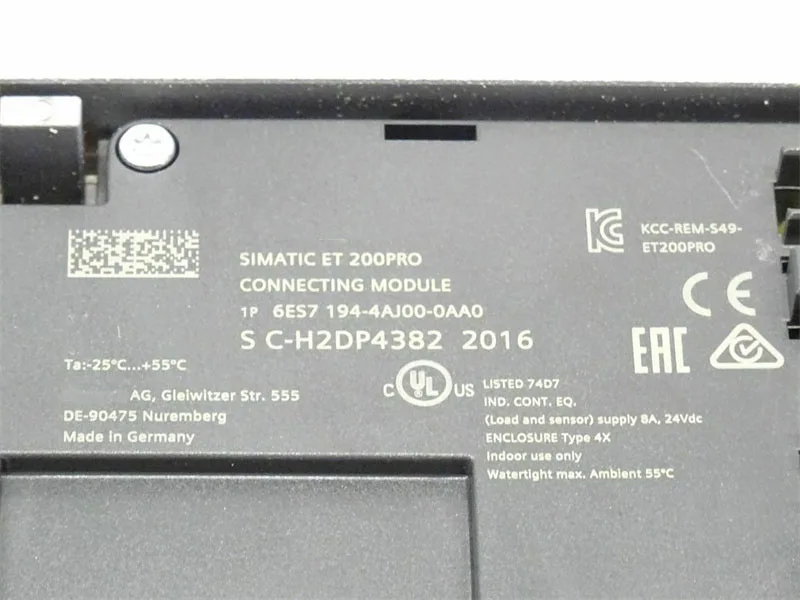 KCC-REM-S49-
ET200PRO
SIMATIC ET 200PRO
CONNECTING MODULE
1P 6ES7 194-4AJ00-0AA0
S C-H2DP4382 2016
CE
EAC
Ta:-25°C...+55°C
AG, Gleiwitzer Str. 555
DE-90475 Nuremberg
Made in Germany
C UL US LISTED 74D7
IND. CONT. EQ.
(Load and sensor) supply 8A, 24Vdc
ENCLOSURE Type 4X
Indoor use only
Watertight max. Ambient 55°C